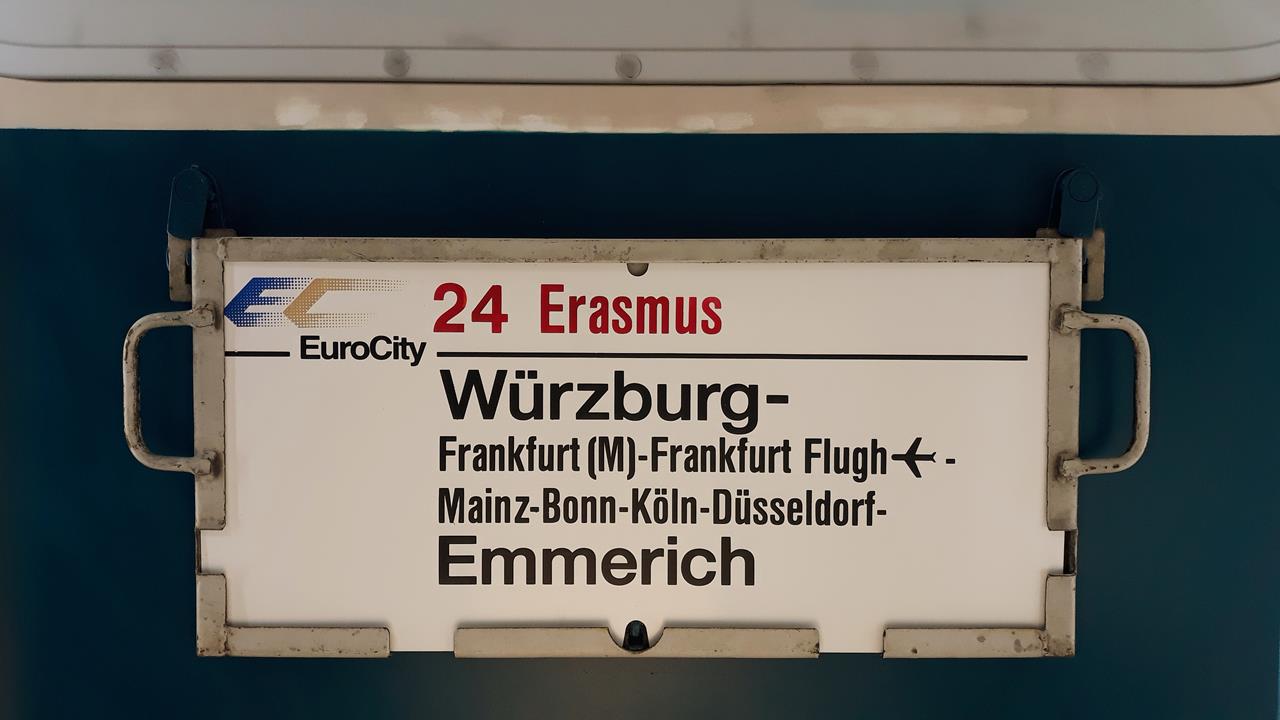 EC 24 Erasmus
EuroCity
Würzburg-
Frankfurt (M)-Frankfurt Flugh✈ -
Mainz-Bonn-Köln-Düsseldorf-
Emmerich